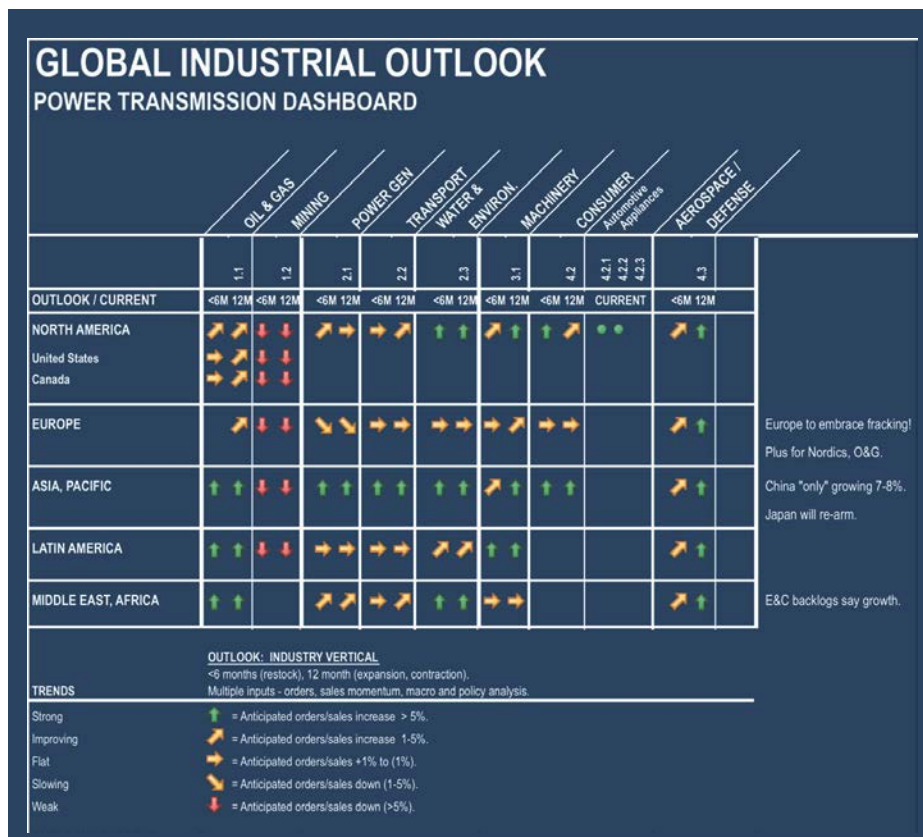 GLOBAL INDUSTRIAL OUTLOOK
POWER TRANSMISSION DASHBOARD
OIL & GAS
MINING
POWER GEN
TRANSPORT
WATER &
ENVIRON.
MACHINERY
CONSUMER
Automotive
Appliances
AEROSPACE /
DEFENSE
1.1 1.2 2.1 2.2 2.3 3.1 4.2 4.2.1 4.2.2 4.2.3 4.3
OUTLOOK / CURRENT <6M 12M <6M 12M <6M 12M <6M 12M <6M 12M <6M 12M <6M 12M CURRENT <6M 12M
NORTH AMERICA
United States
Canada
EUROPE Europe to embrace fracking!
Plus for Nordics, O&G.
ASIA, PACIFIC China "only" growing 7-8%.
Japan will re-arm.
LATIN AMERICA
MIDDLE EAST, AFRICA E&C backlogs say growth.
OUTLOOK: INDUSTRY VERTICAL
<6 months (restock), 12 month (expansion, contraction).
TRENDS Multiple inputs - orders, sales momentum, macro and policy analysis.
Strong = Anticipated orders/sales increase > 5%.
Improving = Anticipated orders/sales increase 1-5%.
Flat = Anticipated orders/sales +1% to (1%).
Slowing = Anticipated orders/sales down (1-5%).
Weak = Anticipated orders/sales down (>5%).